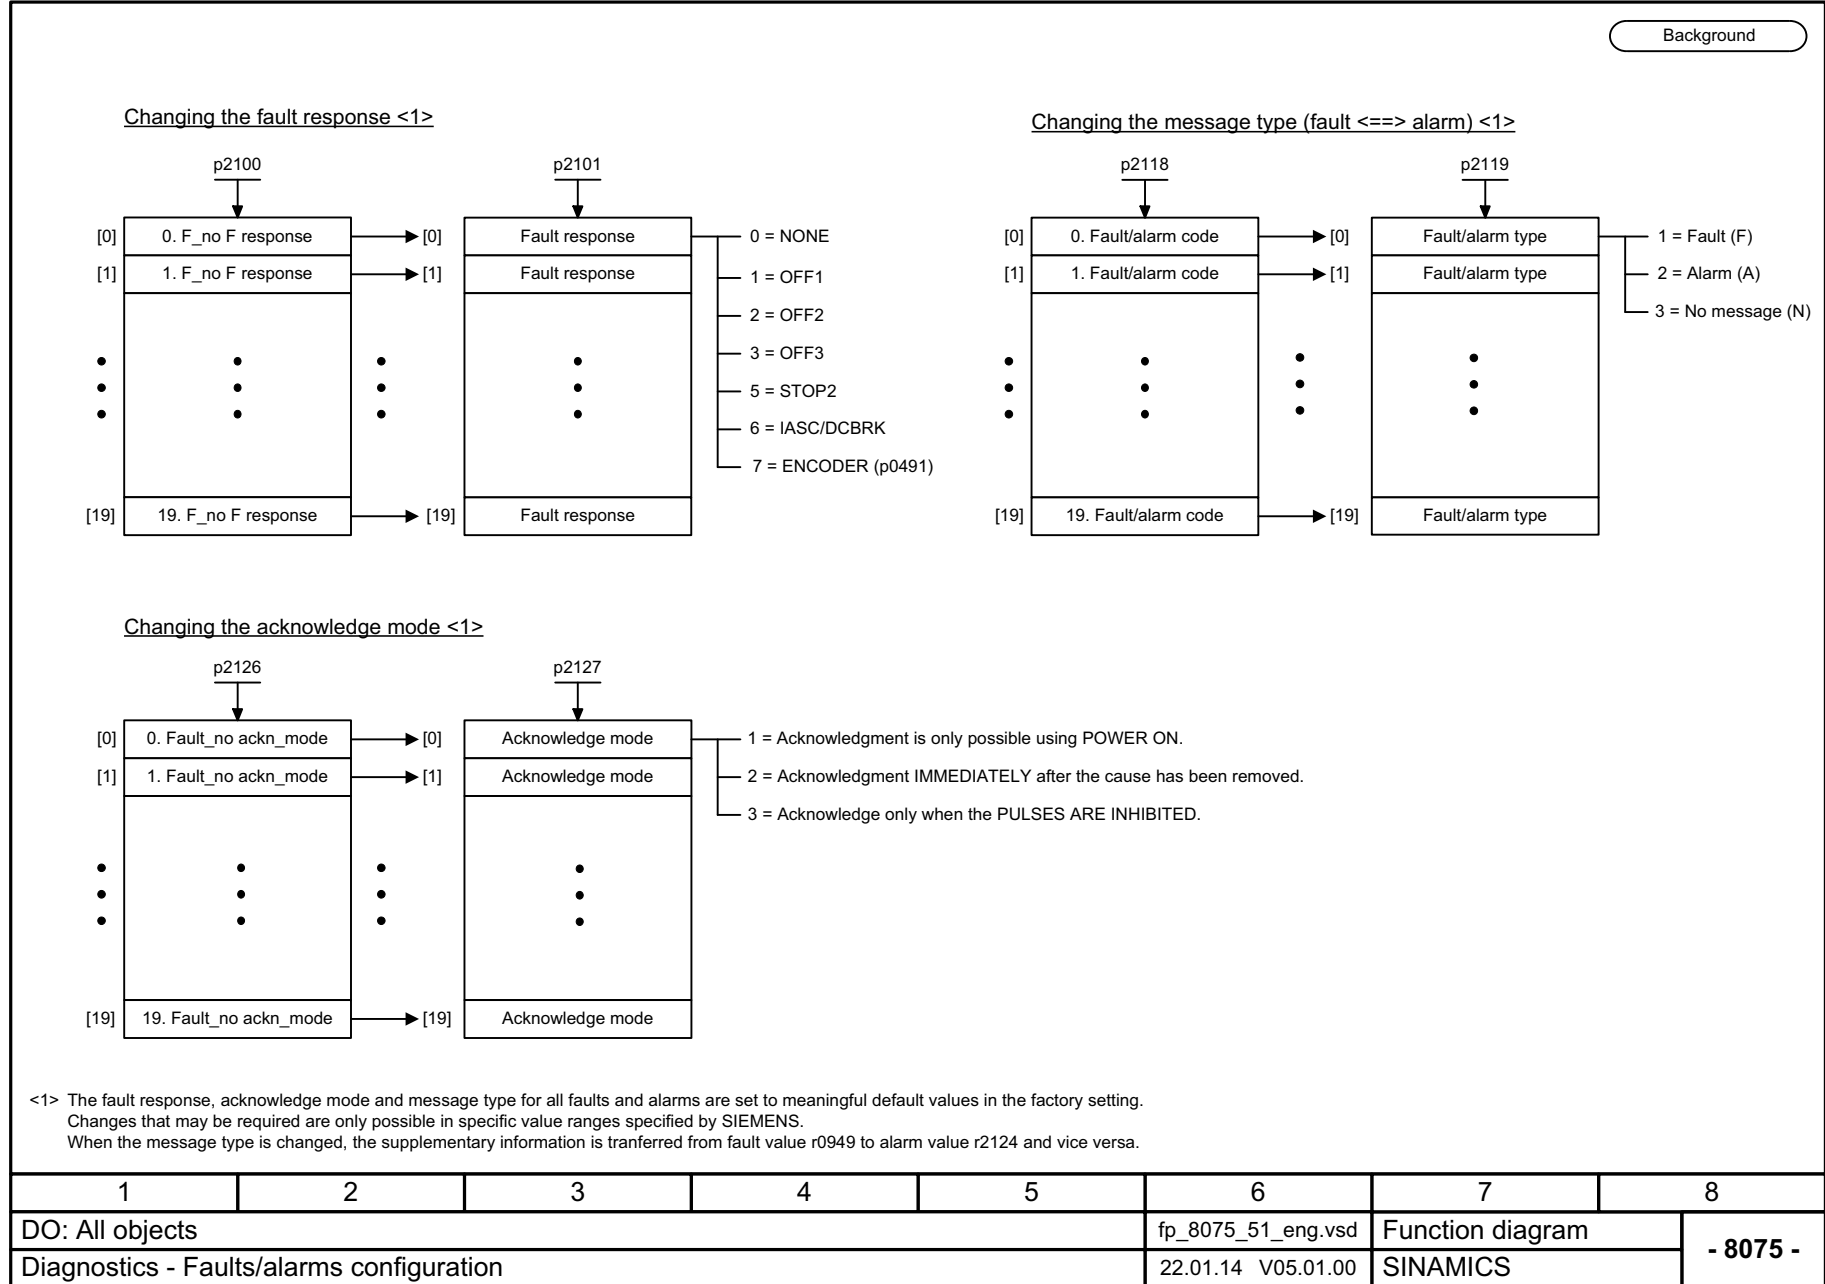 Background
Changing the fault response <1>
p2100
p2101
[0] 0. F_no F response [0] Fault response 0 = NONE
[1] 1. F_no F response [1] Fault response 1 = OFF1
2 = OFF2
3 = OFF3
5 = STOP2
6 = IASC/DCBRK
7 = ENCODER (p0491)
[19] 19. F_no F response [19] Fault response
Changing the message type (fault <==> alarm) <1>
p2118
p2119
[0] 0. Fault/alarm code [0] Fault/alarm type 1 = Fault (F)
[1] 1. Fault/alarm code [1] Fault/alarm type 2 = Alarm (A)
3 = No message (N)
[19] 19. Fault/alarm code [19] Fault/alarm type
Changing the acknowledge mode <1>
p2126
p2127
[0] 0. Fault_no ackn_mode [0] Acknowledge mode 1 = Acknowledgment is only possible using POWER ON.
[1] 1. Fault_no ackn_mode [1] Acknowledge mode 2 = Acknowledgment IMMEDIATELY after the cause has been removed.
3 = Acknowledge only when the PULSES ARE INHIBITED.
[19] 19. Fault_no ackn_mode [19] Acknowledge mode
<1> The fault response, acknowledge mode and message type for all faults and alarms are set to meaningful default values in the factory setting.
Changes that may be required are only possible in specific value ranges specified by SIEMENS.
When the message type is changed, the supplementary information is tranferred from fault value r0949 to alarm value r2124 and vice versa.
1 2 3 4 5 6 7 8
DO: All objects fp_8075_51_eng.vsd Function diagram
- 8075 -
Diagnostics - Faults/alarms configuration 22.01.14 V05.01.00 SINAMICS